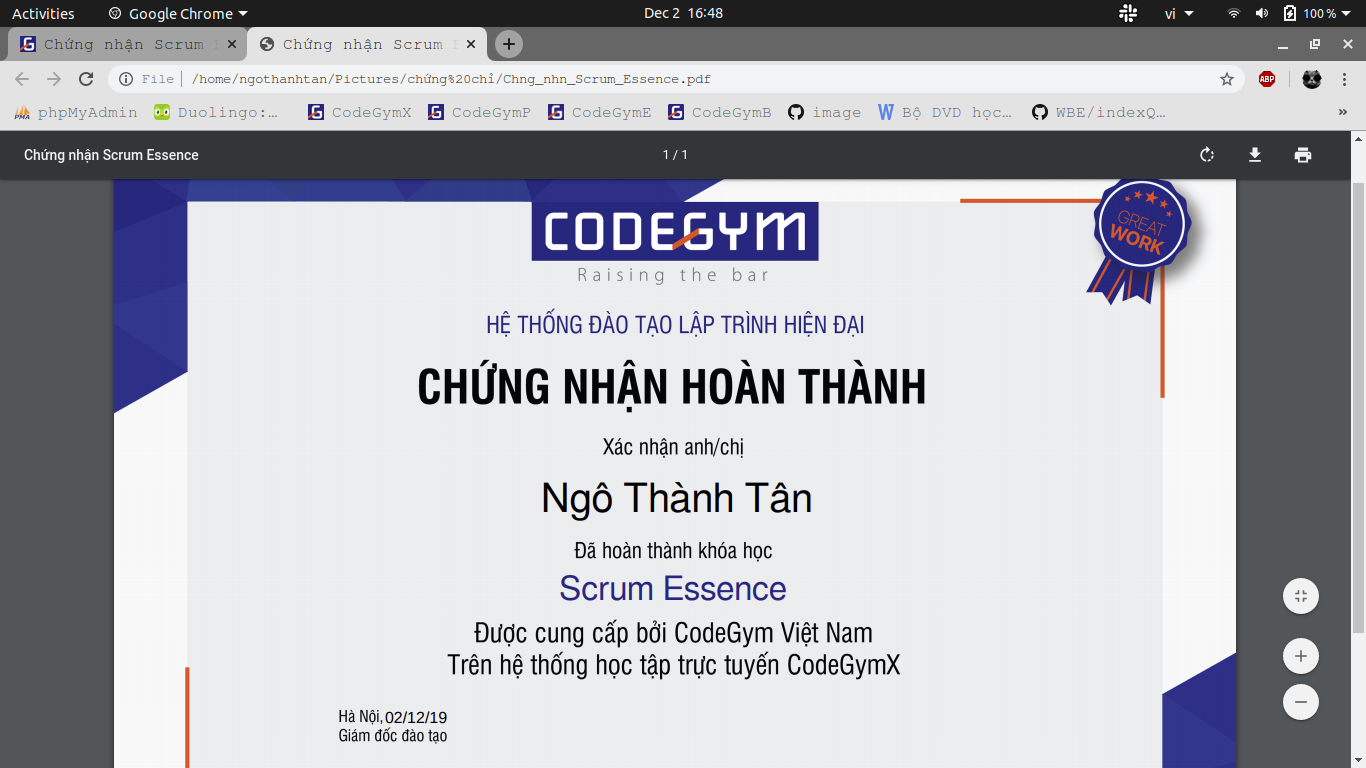 Activities
Google Chrome
Dec 2 16:48
vi
100 %
Chứng nhận Scrum
Chứng nhận Scrum
File
/home/ngothanhtan/Pictures/chứng%20chỉ/Chng_nhn_Scrum_Essence.pdf
ABP
PMA
phpMyAdmin
Duolingo:...
CodeGymX
CodeGymP
CodeGymE
CodeGymB
image
Bộ DVD học...
WBE/indexQ...
»
Chứng nhận Scrum Essence
1 / 1
CODEGYM
Raising the bar
GREAT
WORK
HỆ THỐNG ĐÀO TẠO LẬP TRÌNH HIỆN ĐẠI
CHỨNG NHẬN HOÀN THÀNH
Xác nhận anh/chị
Ngô Thành Tân
Đã hoàn thành khóa học
Scrum Essence
Được cung cấp bởi CodeGym Việt Nam
Trên hệ thống học tập trực tuyến CodeGymX
Hà Nội, 02/12/19
Giám đốc đào tạo